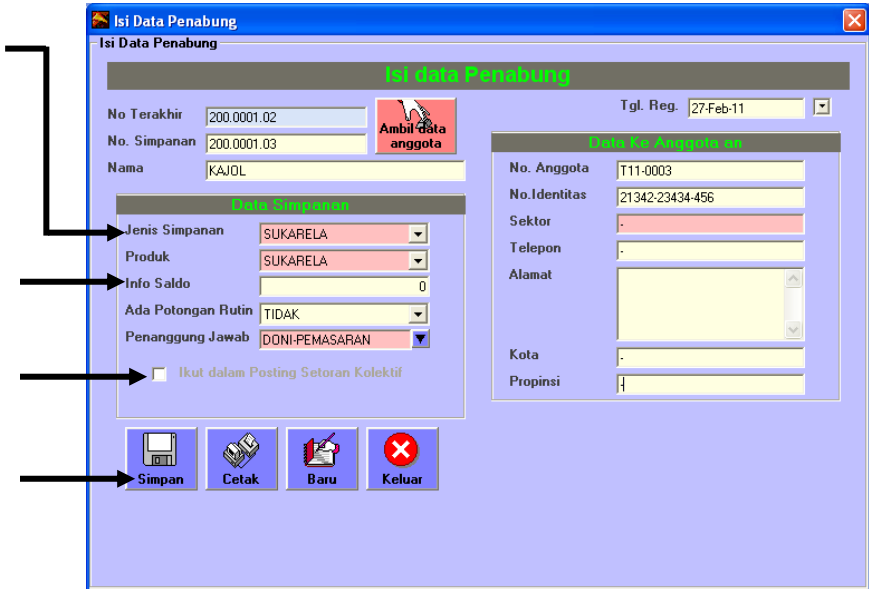 Isi Data Penabung
Isi Data Penabung
Isi data Penabung
No Terakhir 200.0001.02
Ambil data anggota
Tgl. Reg. 27-Feb-11
No. Simpanan 200.0001.03
Nama KAJOL
Data Simpanan
Jenis Simpanan SUKARELA
Produk SUKARELA
Info Saldo 0
Ada Potongan Rutin TIDAK
Penanggung Jawab DONI-PEMASARAN
Ikut dalam Posting Setoran Kolektif
Data Ke Anggota an
No. Anggota T11-0003
No.Identitas 21342-23434-456
Sektor .
Telepon .
Alamat
Kota .
Propinsi -
Simpan Cetak Baru Keluar